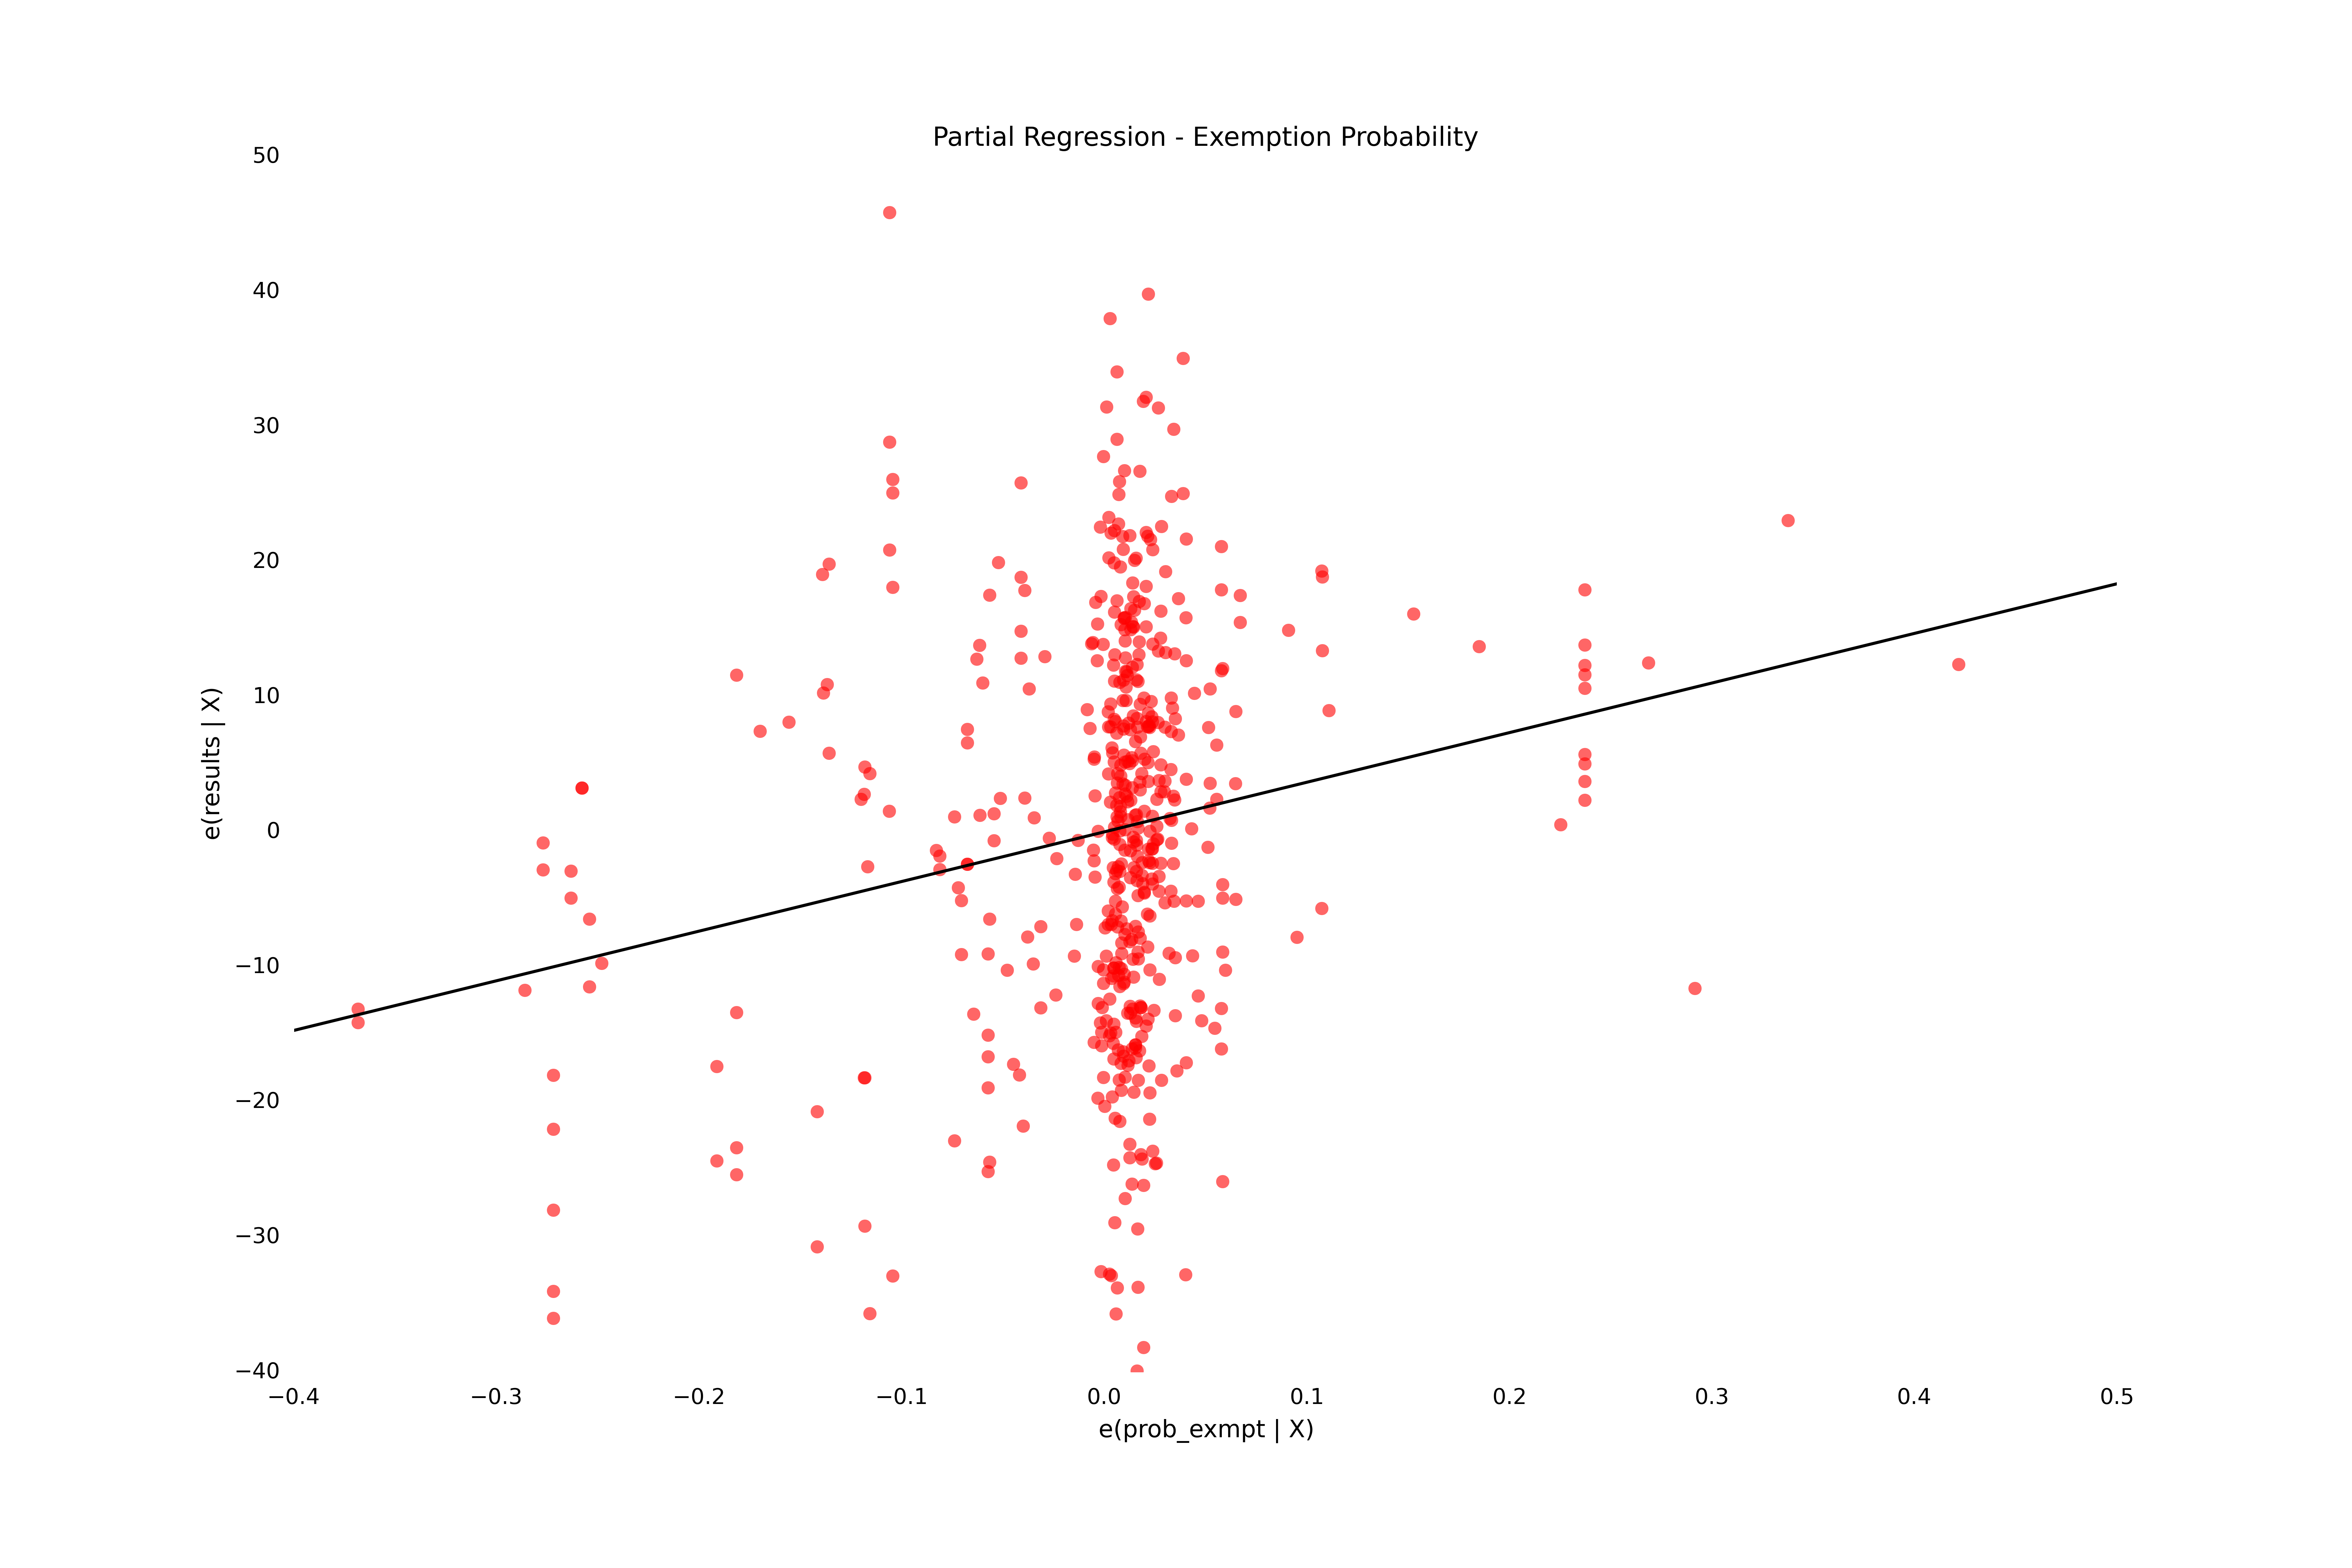 Partial Regression - Exemption Probability
50
40
30
20
10
0
−10
−20
−30
−40
e(results | X)
−0.4 −0.3 −0.2 −0.1 0.0 0.1 0.2 0.3 0.4 0.5
e(prob_exmpt | X)